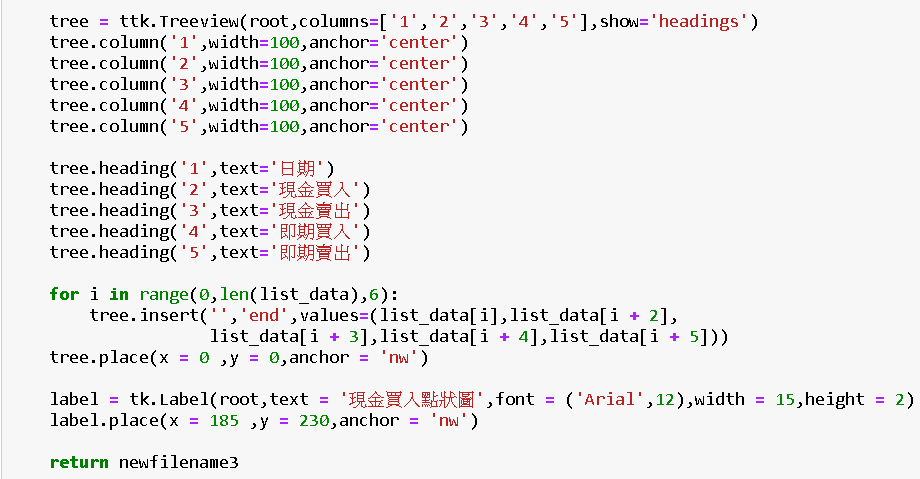 tree = ttk.Treeview(root,columns=['1','2','3','4','5'],show='headings')
tree.column('1',width=100,anchor='center')
tree.column('2',width=100,anchor='center')
tree.column('3',width=100,anchor='center')
tree.column('4',width=100,anchor='center')
tree.column('5',width=100,anchor='center')
tree.heading('1',text='日期')
tree.heading('2',text='現金買入')
tree.heading('3',text='現金賣出')
tree.heading('4',text='即期買入')
tree.heading('5',text='即期賣出')
for i in range(0,len(list_data),6):
tree.insert('','end',values=(list_data[i],list_data[i + 2],
list_data[i + 3],list_data[i + 4],list_data[i + 5]))
tree.place(x = 0 ,y = 0,anchor = 'nw')
label = tk.Label(root,text = '現金買入點狀圖',font = ('Arial',12),width = 15,height = 2)
label.place(x = 185 ,y = 230,anchor = 'nw')
return newfilename3